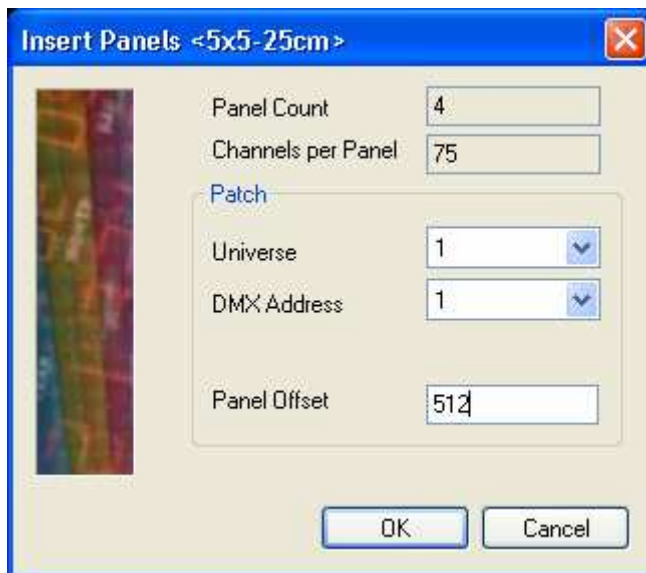 Insert Panels <5x5-25cm>
Panel Count 4
Channels per Panel 75
Patch
Universe 1
DMX Address 1
Panel Offset 512
OK Cancel